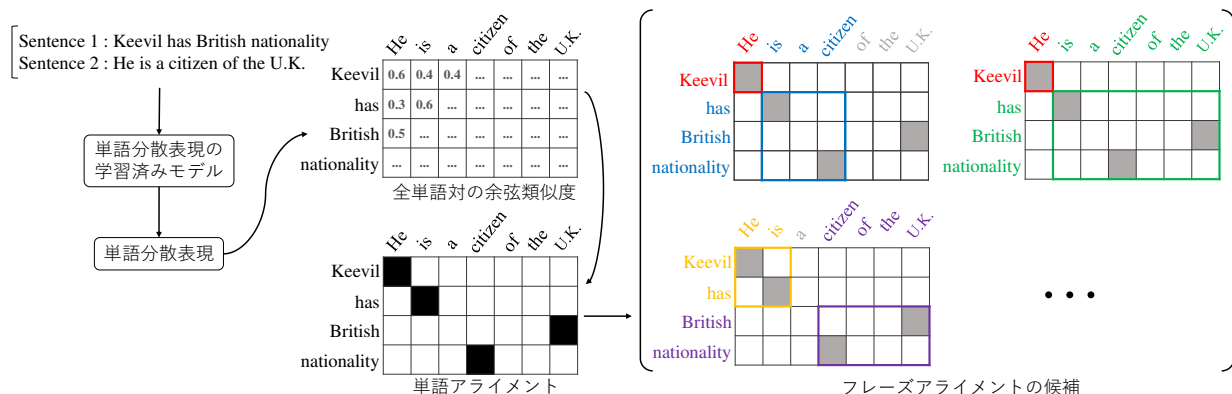 Sentence 1 : Keevil has British nationality
Sentence 2 : He is a citizen of the U.K.
単語分散表現の
学習済みモデル
単語分散表現
He is a citizen of the U.K.
Keevil 0.6 0.4 0.4 ... ... ... ...
has 0.3 0.6 ... ... ... ... ...
British 0.5 ... ... ... ... ... ...
nationality ... ... ... ... ... ... ...
全単語対の余弦類似度
He is a citizen of the U.K.
Keevil
has
British
nationality
単語アライメント
He is a citizen of the U.K.
Keevil
has
British
nationality
He is a citizen of the U.K.
Keevil
has
British
nationality
He is a citizen of the U.K.
Keevil
has
British
nationality
• • •
フレーズアライメントの候補